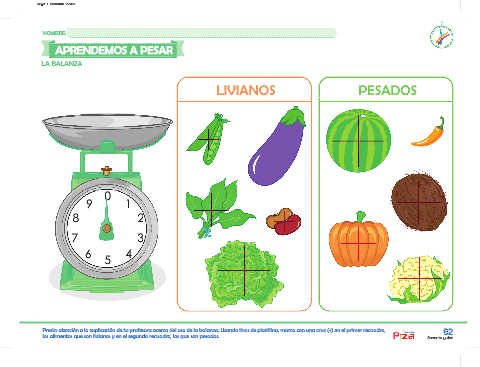 NOMBRE:
APRENDEMOS A PESAR
LA BALANZA
LIVIANOS
PESADOS
0
1
2
3
4
5
6
7
8
9
Presta atención a la explicación de tu profesora acerca del uso de la balanza. Usando tiras de plastilina, marca con una cruz (x) en el primer recuadro,
los alimentos que son livianos y en el segundo recuadro, los que son pesados.
62